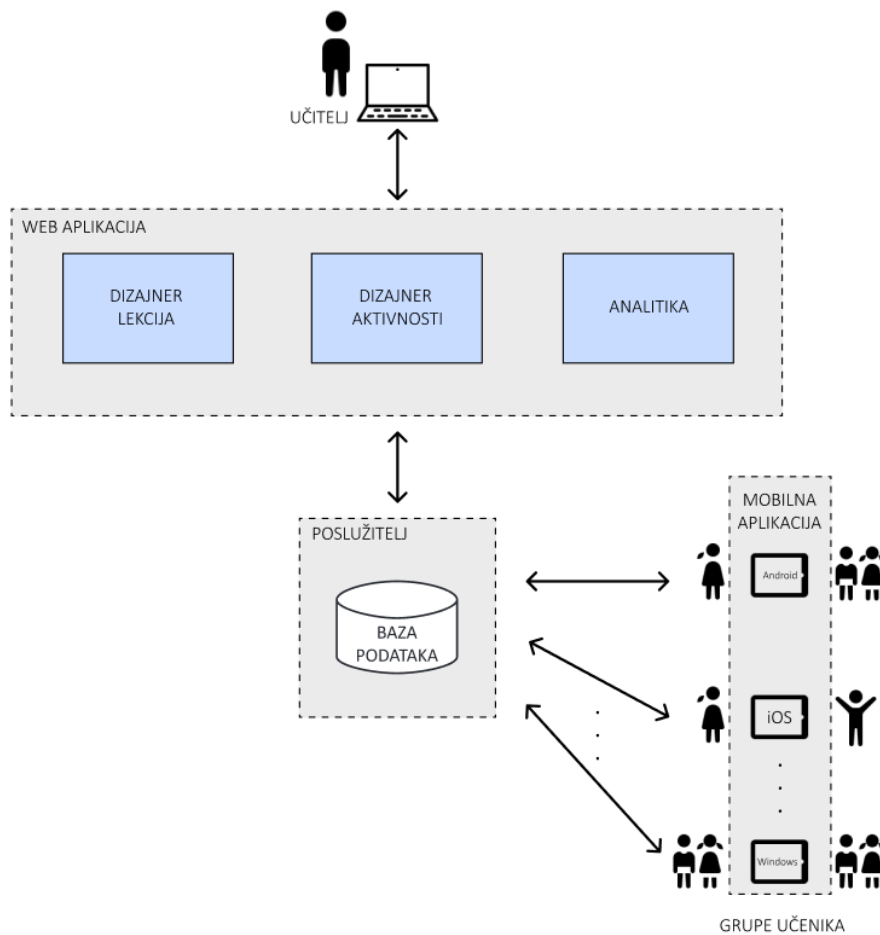 UČITELJ
WEB APLIKACIJA
DIZAJNER
LEKCIJA
DIZAJNER
AKTIVNOSTI
ANALITIKA
POSLUŽITELJ
BAZA
PODATAKA
MOBILNA
APLIKACIJA
Android
iOS
Windows
GRUPE UČENIKA